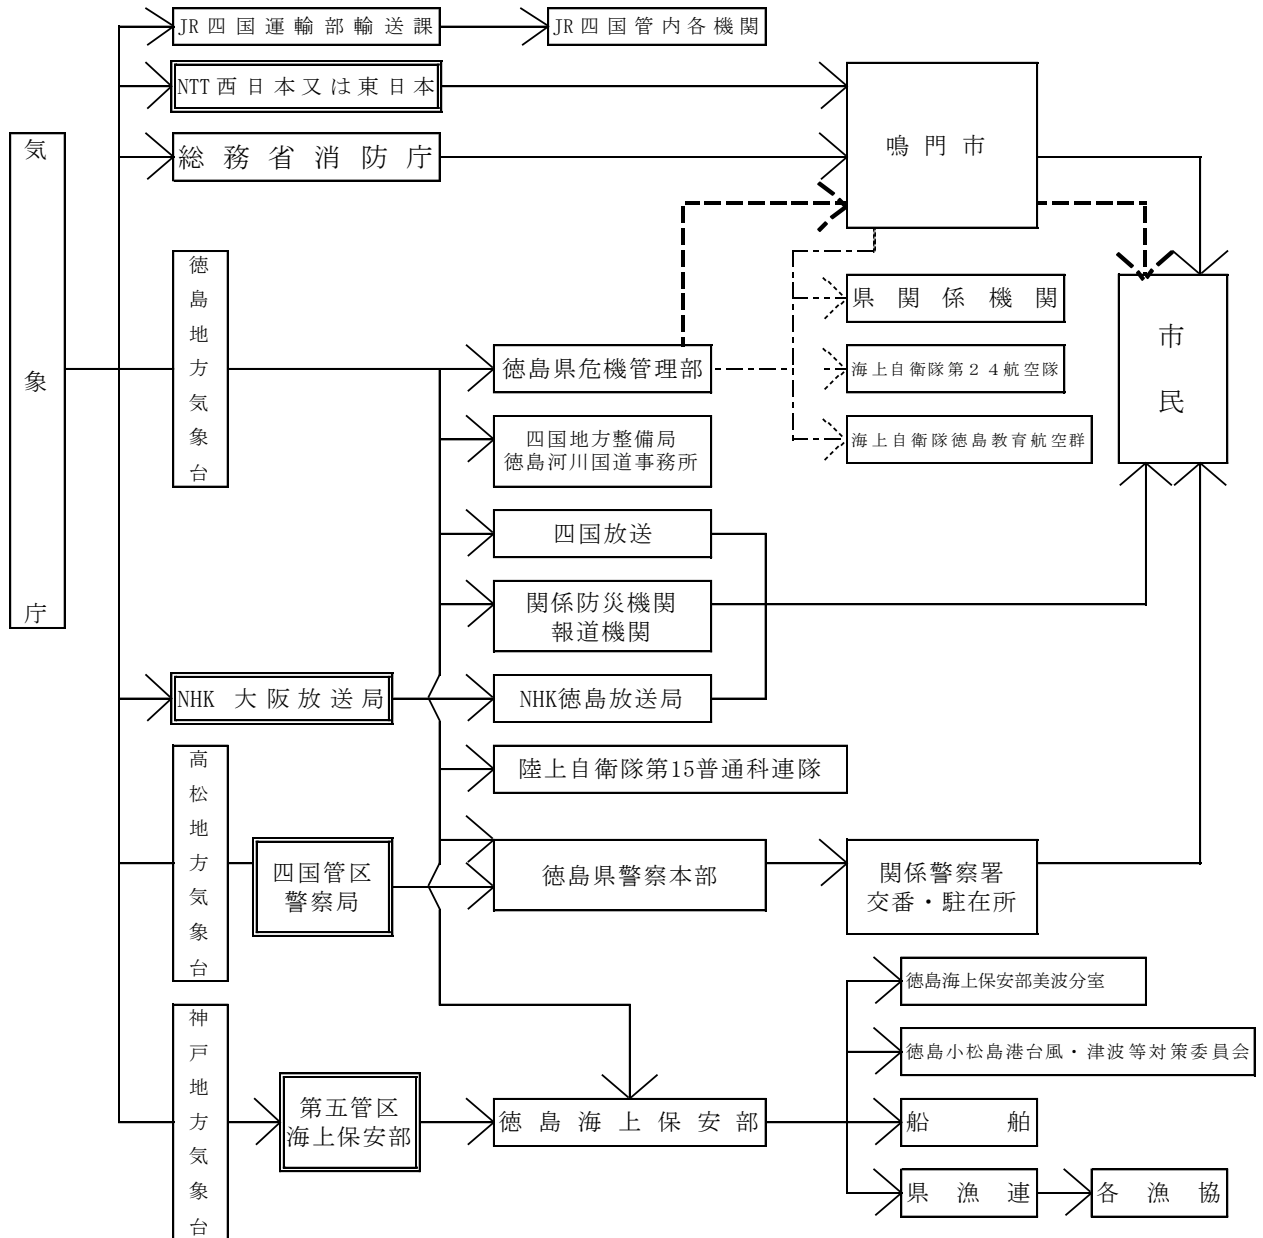 JR四国運輸部輸送課
JR四国管内各機関
NTT西日本又は東日本
総務省消防庁
鳴門市
気象庁
徳島地方気象台
県関係機関
徳島県危機管理部
海上自衛隊第２４航空隊
市民
四国地方整備局
徳島河川国道事務所
海上自衛隊徳島教育航空群
四国放送
関係防災機関
報道機関
NHK 大阪放送局
NHK徳島放送局
高松地方気象台
陸上自衛隊第15普通科連隊
四国管区
警察局
徳島県警察本部
関係警察署
交番・駐在所
徳島海上保安部美波分室
神戸地方気象台
徳島小松島港台風・津波等対策委員会
第五管区
海上保安部
徳島海上保安部
船舶
県漁連
各漁協